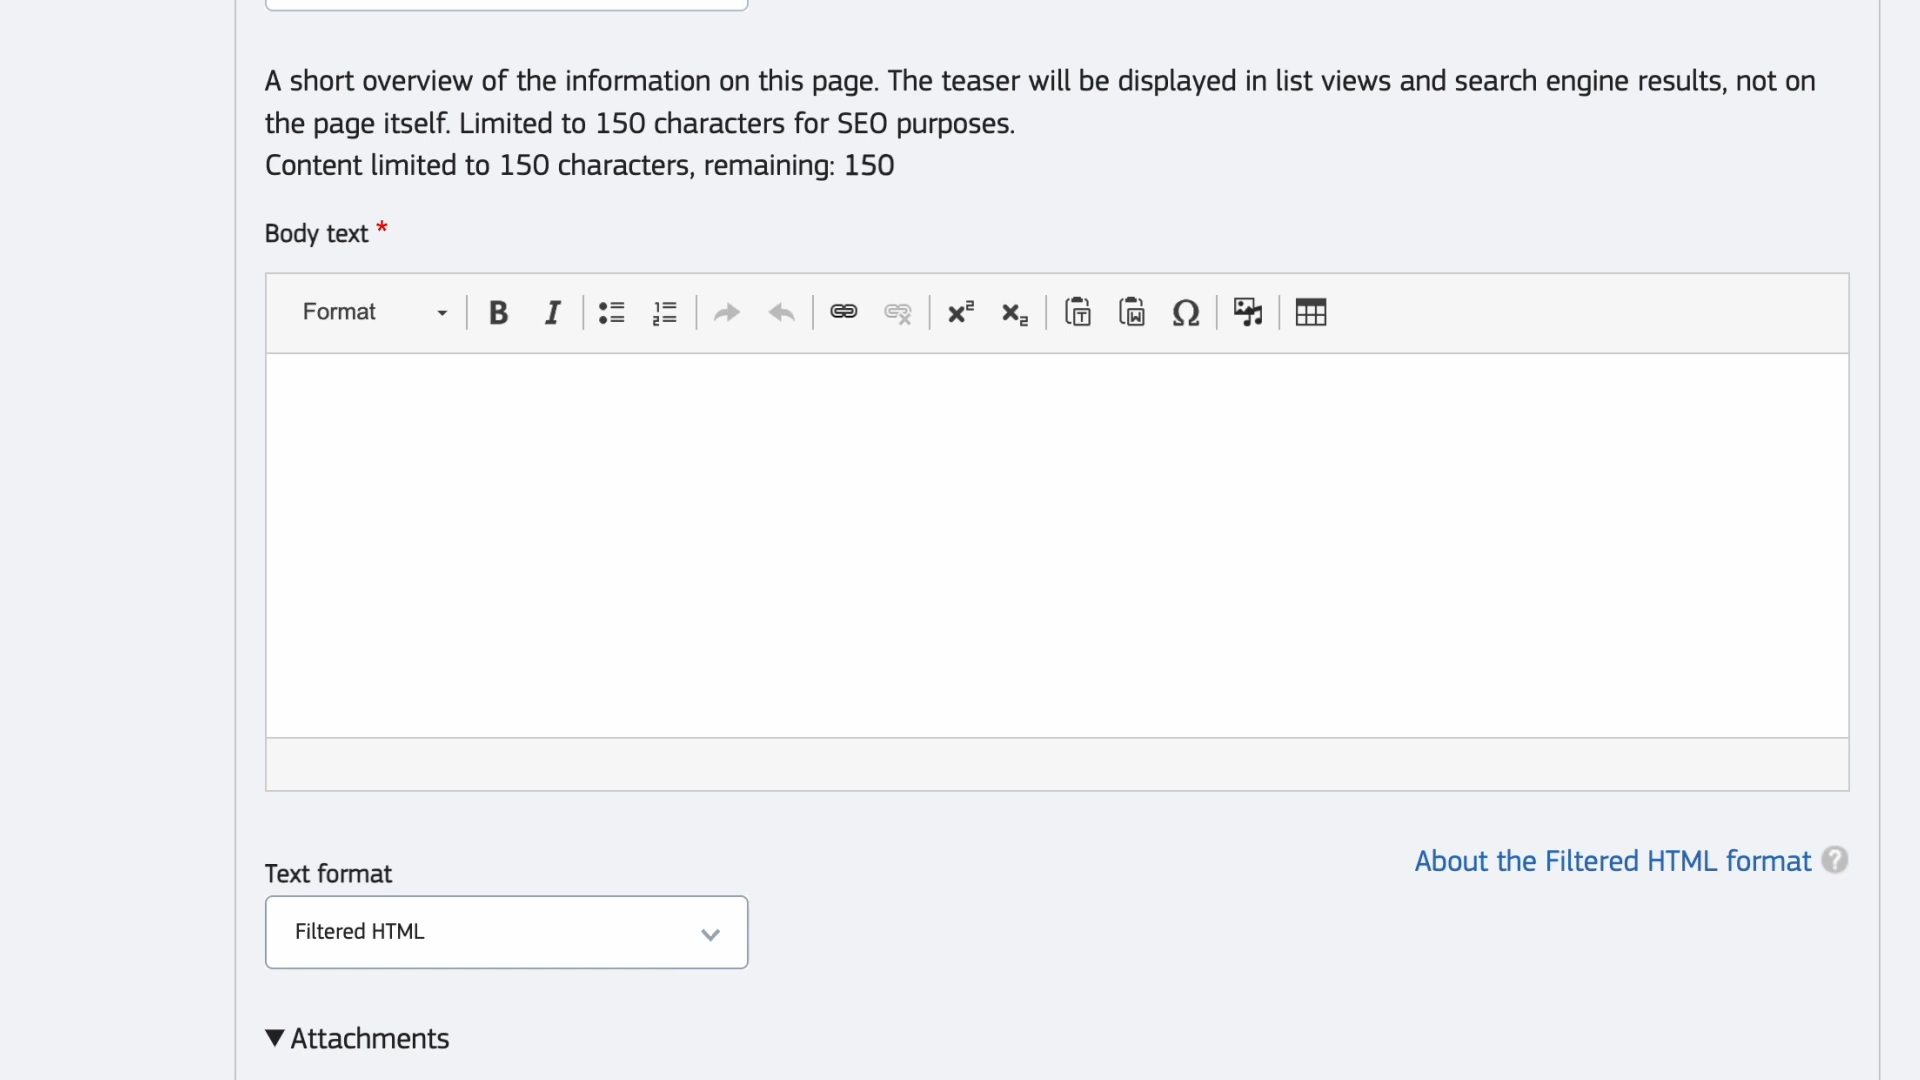 A short overview of the information on this page. The teaser will be displayed in list views and search engine results, not on
the page itself. Limited to 150 characters for SEO purposes.
Content limited to 150 characters, remaining: 150
Body text *
Format
About the Filtered HTML format
Text format
Filtered HTML
Attachments